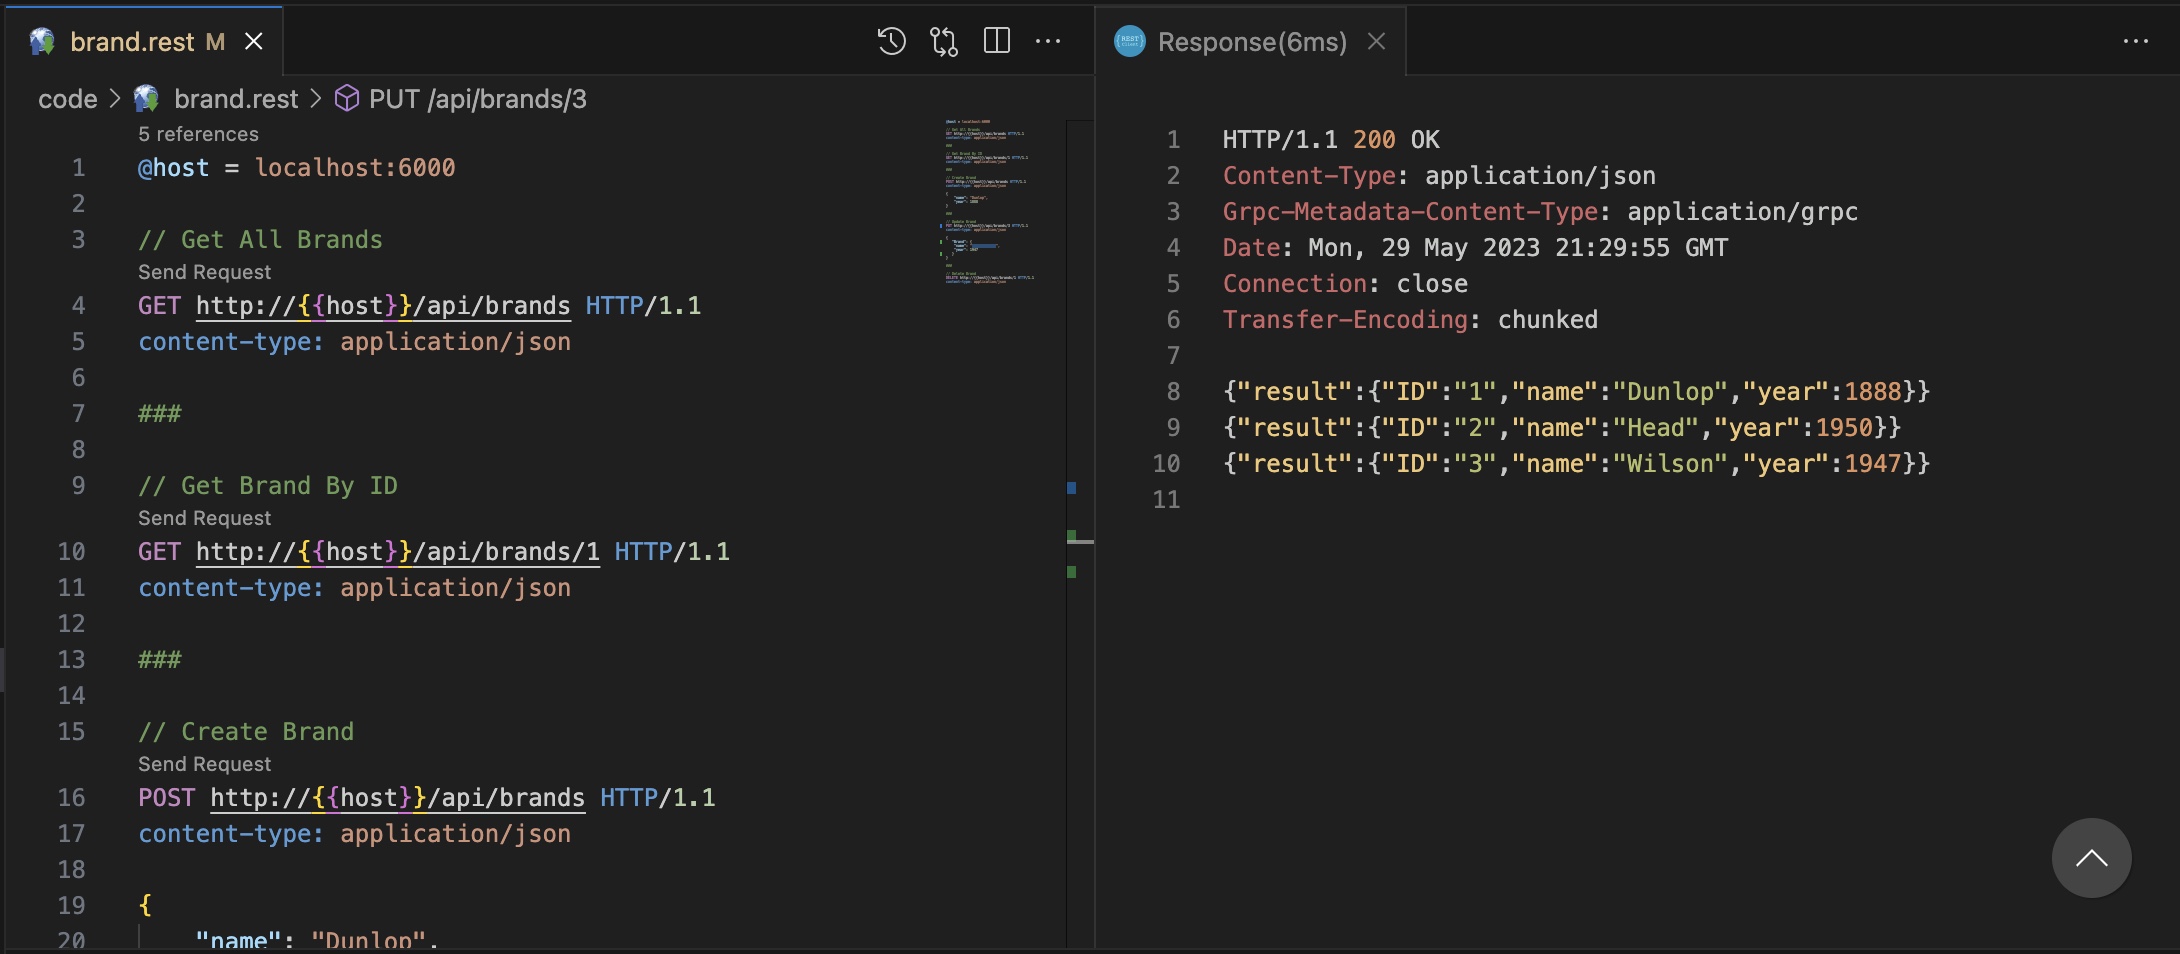 brand.rest M
code > brand.rest > PUT /api/brands/3
5 references
1 @host = localhost:6000
2
3 // Get All Brands
Send Request
4 GET http://{{host}}/api/brands HTTP/1.1
5 content-type: application/json
6
7 ###
8
9 // Get Brand By ID
Send Request
10 GET http://{{host}}/api/brands/1 HTTP/1.1
11 content-type: application/json
12
13 ###
14
15 // Create Brand
Send Request
16 POST http://{{host}}/api/brands HTTP/1.1
17 content-type: application/json
18
19 {
20 "name": "Dunlop",
Response(6ms)
1 HTTP/1.1 200 OK
2 Content-Type: application/json
3 Grpc-Metadata-Content-Type: application/grpc
4 Date: Mon, 29 May 2023 21:29:55 GMT
5 Connection: close
6 Transfer-Encoding: chunked
7
8 {"result":{"ID":"1","name":"Dunlop","year":1888}}
9 {"result":{"ID":"2","name":"Head","year":1950}}
10 {"result":{"ID":"3","name":"Wilson","year":1947}}
11